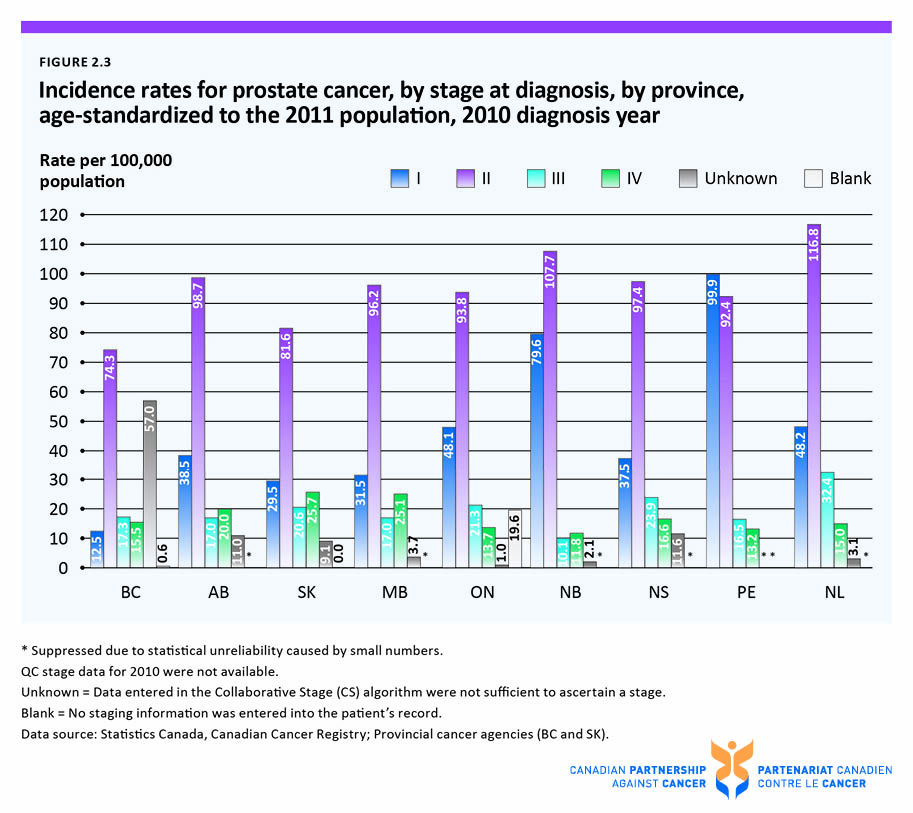 FIGURE 2.3
Incidence rates for prostate cancer, by stage at diagnosis, by province,
age-standardized to the 2011 population, 2010 diagnosis year
Rate per 100,000
population
I II III IV Unknown Blank
120
110
100
90
80
70
60
50
40
30
20
10
0
12.5 74.3 17.3 15.5 57.0 0.6
38.5 98.7 17.0 20.0 11.0 *
29.5 81.6 20.6 25.7 9.1 0.0
31.5 96.2 17.0 25.1 3.7 *
48.1 93.8 21.3 13.7 1.0 19.6
79.6 107.7 10.1 11.8 2.1 *
37.5 97.4 23.9 16.6 11.6 *
99.9 92.4 16.5 13.2 * *
48.2 116.8 32.4 15.0 3.1 *
BC AB SK MB ON NB NS PE NL
* Suppressed due to statistical unreliability caused by small numbers.
QC stage data for 2010 were not available.
Unknown = Data entered in the Collaborative Stage (CS) algorithm were not sufficient to ascertain a stage.
Blank = No staging information was entered into the patient’s record.
Data source: Statistics Canada, Canadian Cancer Registry; Provincial cancer agencies (BC and SK).
CANADIAN PARTNERSHIP
AGAINST CANCER
PARTENARIAT CANADIEN
CONTRE LE CANCER